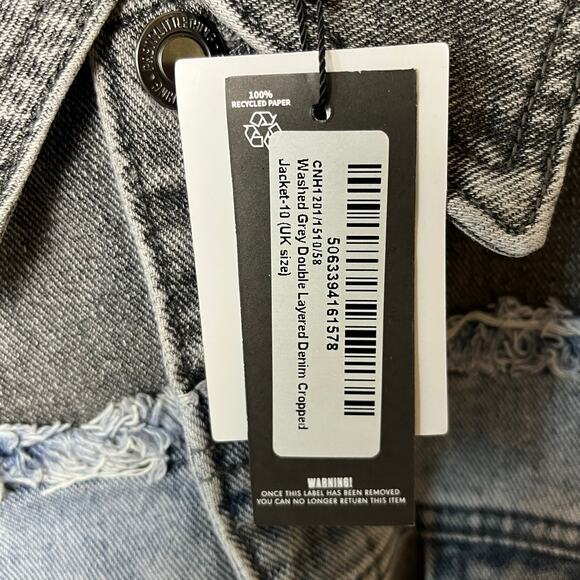 100%
RECYCLED PAPER
CNH1201/1510/58
Washed Grey Double Layered Denim Cropped
Jacket-10 (UK size)
5063394161578
WARNING!
ONCE THIS LABEL HAS BEEN REMOVED
YOU CAN NO LONGER RETURN THIS ITEM